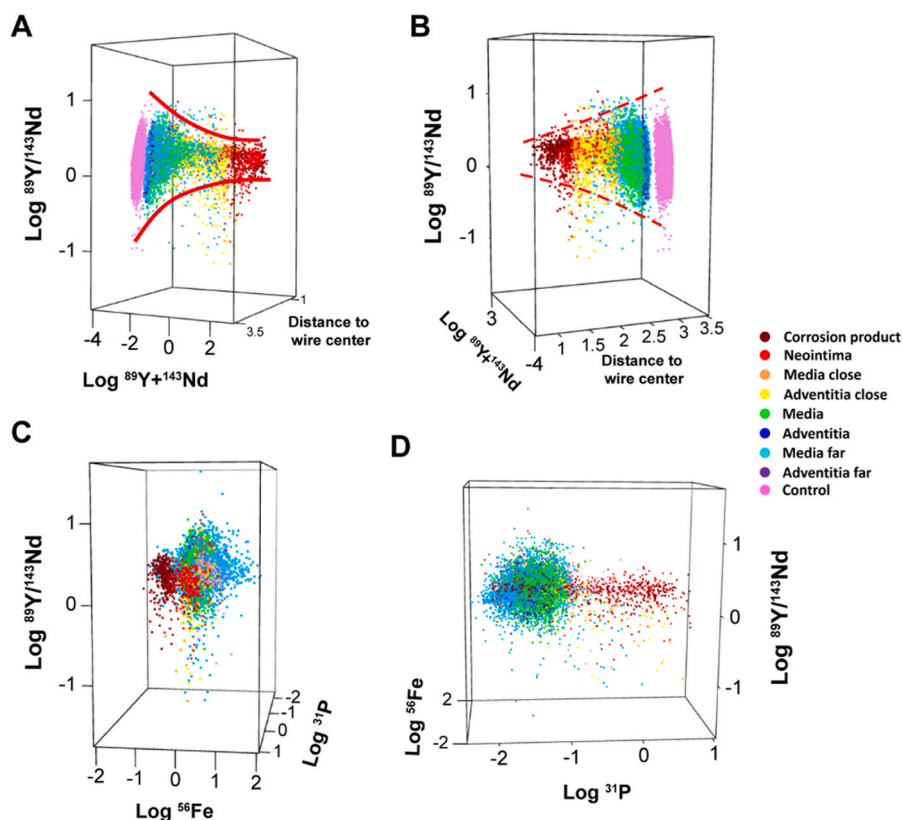 A
Log ⁸⁹Y/¹⁴³Nd
1
0
-1
-4
-2
0
2
3.5
1
Distance to
wire center
Log ⁸⁹Y+¹⁴³Nd
B
Log ⁸⁹Y/¹⁴³Nd
1
0
-1
3
-4
Log ⁸⁹Y+¹⁴³Nd
1
1.5
2
2.5
3
3.5
Distance to
wire center
Corrosion product
Neointima
Media close
Adventitia close
Media
Adventitia
Media far
Adventitia far
Control
C
Log ⁸⁹Y/¹⁴³Nd
1
0
-1
-2
-1
0
1
2
Log ⁵⁶Fe
-2
-1
0
1
Log ³¹P
D
Log ⁵⁶Fe
2
-2
-2
-1
0
1
Log ³¹P
1
0
-1
Log ⁸⁹Y/¹⁴³Nd